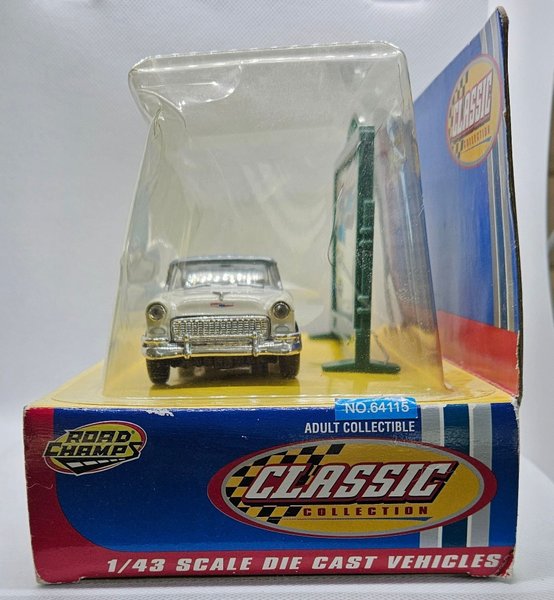 CLASSIC
NO.64115
ADULT COLLECTIBLE
ROAD
CHAMPS
CLASSIC
COLLECTION
1/43 SCALE DIE CAST VEHICLES